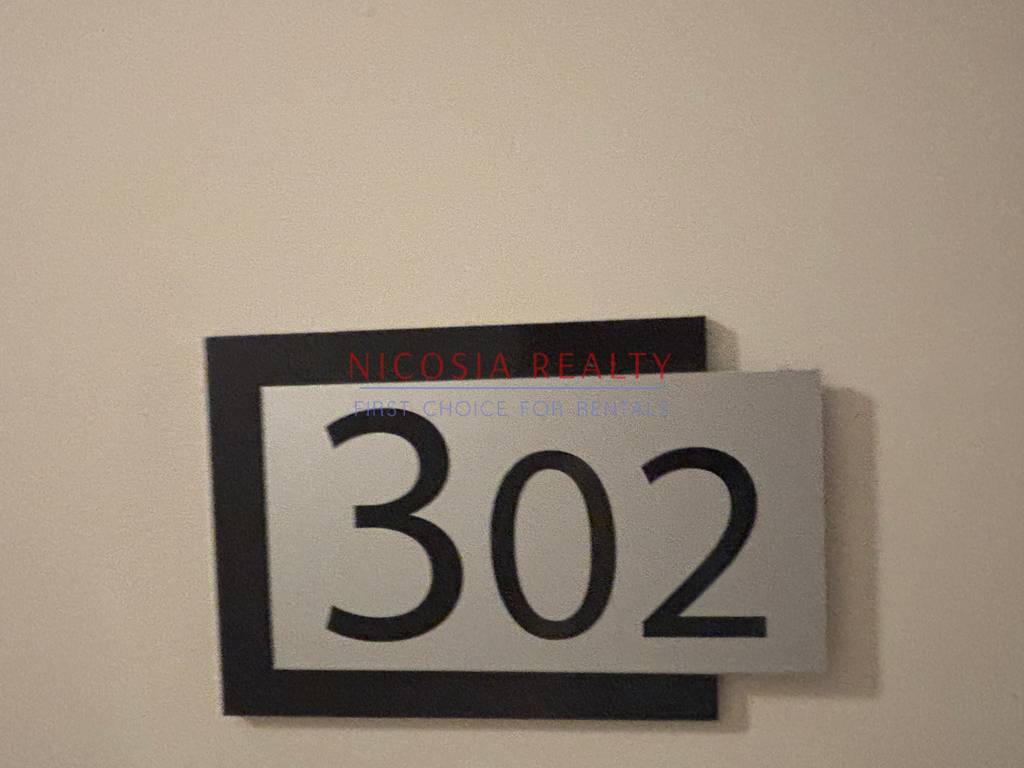 NICOSIA REALTY
FIRST CHOICE FOR RENTALS
302